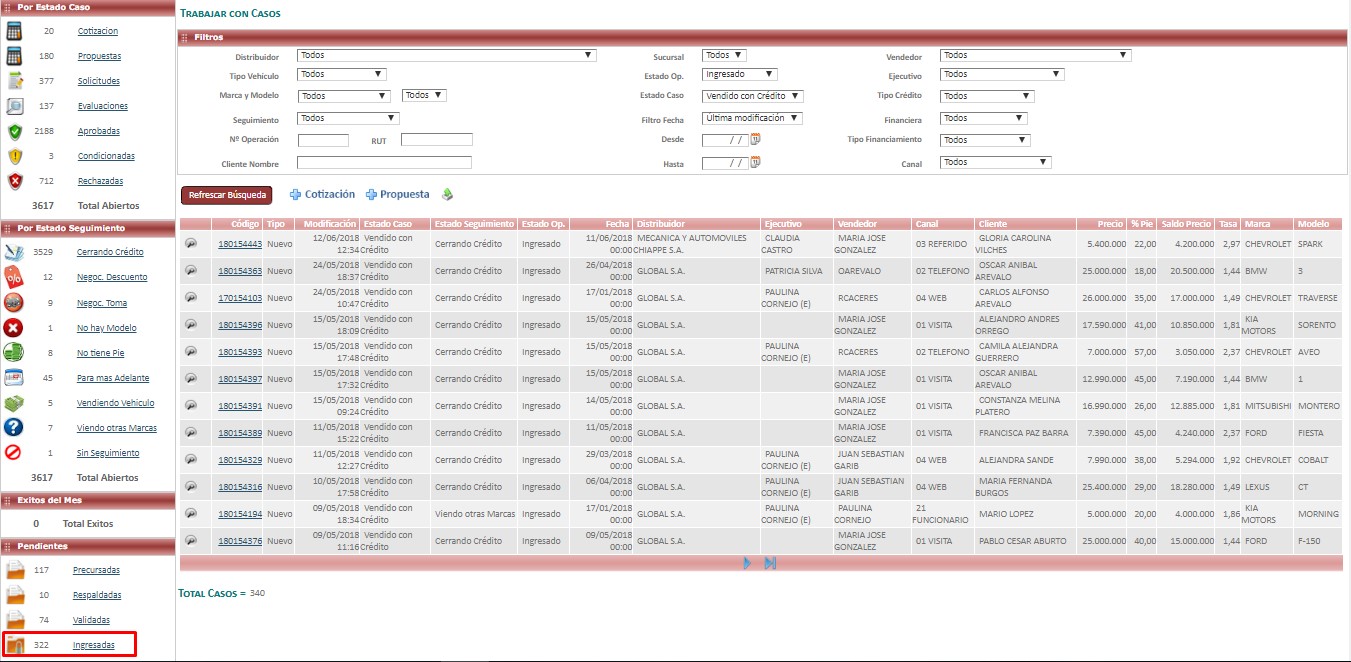 Por Estado Caso
20 Cotizacion
180 Propuestas
377 Solicitudes
137 Evaluaciones
2188 Aprobadas
3 Condicionadas
712 Rechazadas
3617 Total Abiertos
Por Estado Seguimiento
3529 Cerrando Crédito
12 Negoc. Descuento
9 Negoc. Toma
1 No hay Modelo
8 No tiene Pie
45 Para mas Adelante
5 Vendiendo Vehiculo
7 Viendo otras Marcas
1 Sin Seguimiento
3617 Total Abiertos
Exitos del Mes
0 Total Exitos
Pendientes
117 Precursadas
10 Respaldadas
74 Validadas
322 Ingresadas
Trabajar con Casos
Filtros
Distribuidor Todos Sucursal Todos Vendedor Todos
Tipo Vehículo Todos Estado Op. Ingresado Ejecutivo Todos
Marca y Modelo Todos Todos Estado Caso Vendido con Crédito Tipo Crédito Todos
Seguimiento Todos Filtro Fecha Última modificación Financiera Todos
Nº Operación RUT Desde / / Tipo Financiamiento Todos
Cliente Nombre Hasta / / Canal Todos
Refrescar Búsqueda Cotización Propuesta
Código Tipo Modificación Estado Caso Estado Seguimiento Estado Op. Fecha Distribuidor Ejecutivo Vendedor Canal Cliente Precio % Pie Saldo Precio Tasa Marca Modelo
180154443 Nuevo 12/06/2018 12:34 Vendido con Crédito Cerrando Crédito Ingresado 11/06/2018 00:00 MECANICA Y AUTOMOVILES CHIAPPE S.A. CLAUDIA CASTRO MARIA JOSE GONZALEZ 03 REFERIDO GLORIA CAROLINA VILCHES 5.400.000 22,00 4.200.000 2,97 CHEVROLET SPARK
180154363 Nuevo 24/05/2018 18:37 Vendido con Crédito Cerrando Crédito Ingresado 26/04/2018 00:00 GLOBAL S.A. PATRICIA SILVA OAREVALO 02 TELEFONO OSCAR ANIBAL AREVALO 25.000.000 18,00 20.500.000 1,44 BMW 3
170154103 Nuevo 24/05/2018 10:47 Vendido con Crédito Cerrando Crédito Ingresado 17/01/2018 00:00 GLOBAL S.A. PAULINA CORNEJO (E) RCACERES 04 WEB CARLOS ALFONSO AREVALO 26.000.000 35,00 17.000.000 1,49 CHEVROLET TRAVERSE
180154396 Nuevo 15/05/2018 18:09 Vendido con Crédito Cerrando Crédito Ingresado 15/05/2018 00:00 GLOBAL S.A. MARIA JOSE GONZALEZ 01 VISITA ALEJANDRO ANDRES ORREGO 17.590.000 41,00 10.850.000 1,81 KIA MOTORS SORENTO
180154393 Nuevo 15/05/2018 17:48 Vendido con Crédito Cerrando Crédito Ingresado 15/05/2018 00:00 GLOBAL S.A. PAULINA CORNEJO (E) RCACERES 02 TELEFONO CAMILA ALEJANDRA GUERRERO 7.000.000 57,00 3.050.000 2,37 CHEVROLET AVEO
180154397 Nuevo 15/05/2018 17:32 Vendido con Crédito Cerrando Crédito Ingresado 15/05/2018 00:00 GLOBAL S.A. MARIA JOSE GONZALEZ 01 VISITA OSCAR ANIBAL AREVALO 12.990.000 45,00 7.190.000 1,44 BMW 1
180154391 Nuevo 15/05/2018 09:24 Vendido con Crédito Cerrando Crédito Ingresado 14/05/2018 00:00 GLOBAL S.A. MARIA JOSE GONZALEZ 01 VISITA CONSTANZA MELINA PLATERO 16.990.000 26,00 12.885.000 1,81 MITSUBISHI MONTERO
180154389 Nuevo 11/05/2018 15:22 Vendido con Crédito Cerrando Crédito Ingresado 11/05/2018 00:00 GLOBAL S.A. MARIA JOSE GONZALEZ 01 VISITA FRANCISCA PAZ BARRA 7.390.000 45,00 4.240.000 2,37 FORD FIESTA
180154329 Nuevo 11/05/2018 12:27 Vendido con Crédito Cerrando Crédito Ingresado 29/03/2018 00:00 GLOBAL S.A. PAULINA CORNEJO (E) JUAN SEBASTIAN GARIB 04 WEB ALEJANDRA SANDE 7.990.000 38,00 5.294.000 1,92 CHEVROLET COBALT
180154316 Nuevo 10/05/2018 17:58 Vendido con Crédito Cerrando Crédito Ingresado 06/04/2018 00:00 GLOBAL S.A. PAULINA CORNEJO (E) JUAN SEBASTIAN GARIB 04 WEB MARIA FERNANDA BURGOS 25.400.000 29,00 18.280.000 1,49 LEXUS CT
180154194 Nuevo 09/05/2018 18:34 Vendido con Crédito Viendo otras Marcas Ingresado 17/01/2018 00:00 GLOBAL S.A. PAULINA CORNEJO (E) PAULINA CORNEJO 21 FUNCIONARIO MARIO LOPEZ 5.000.000 20,00 4.000.000 1,86 KIA MOTORS MORNING
180154376 Nuevo 09/05/2018 11:16 Vendido con Crédito Cerrando Crédito Ingresado 09/05/2018 00:00 GLOBAL S.A. MARIA JOSE GONZALEZ 01 VISITA PABLO CESAR ABURTO 25.000.000 40,00 15.000.000 1,44 FORD F-150
Total Casos = 340